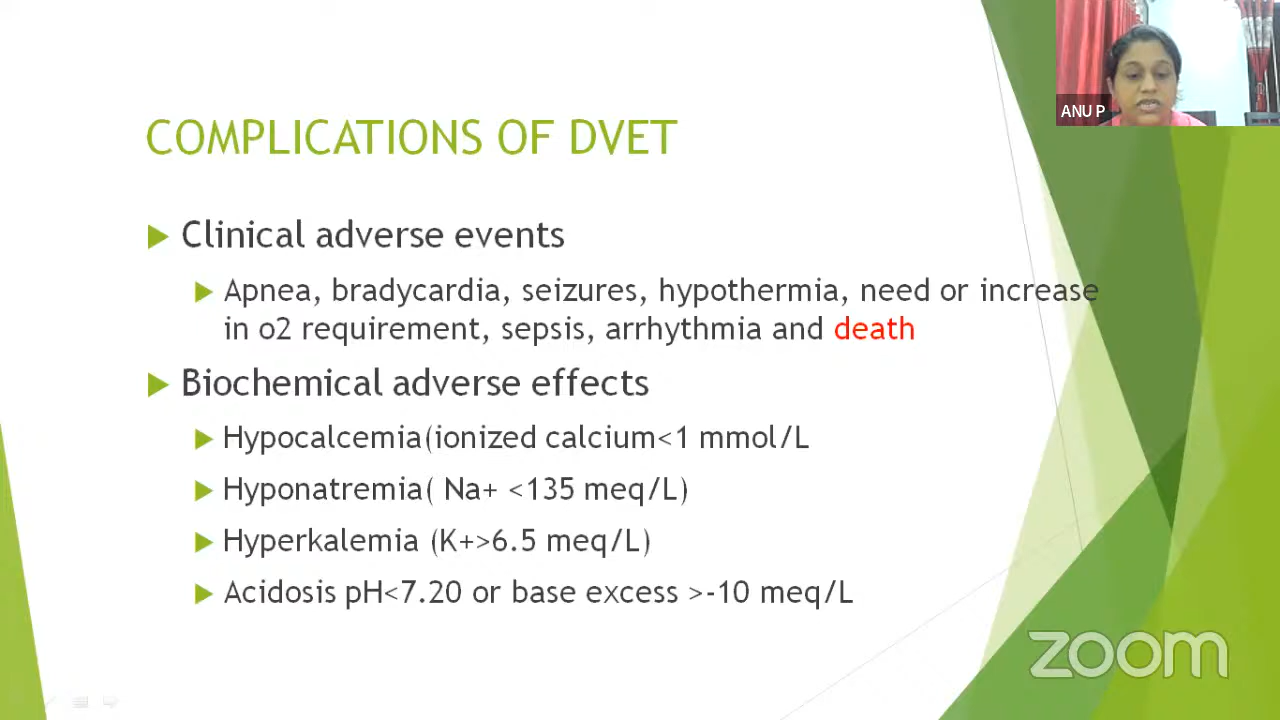 ANU P
COMPLICATIONS OF DVET
Clinical adverse events
Apnea, bradycardia, seizures, hypothermia, need or increase
in o2 requirement, sepsis, arrhythmia and death
Biochemical adverse effects
Hypocalcemia(ionized calcium<1 mmol/L
Hyponatremia( Na+ <135 meq/L)
Hyperkalemia (K+>6.5 meq/L)
Acidosis pH<7.20 or base excess >-10 meq/L
zoom